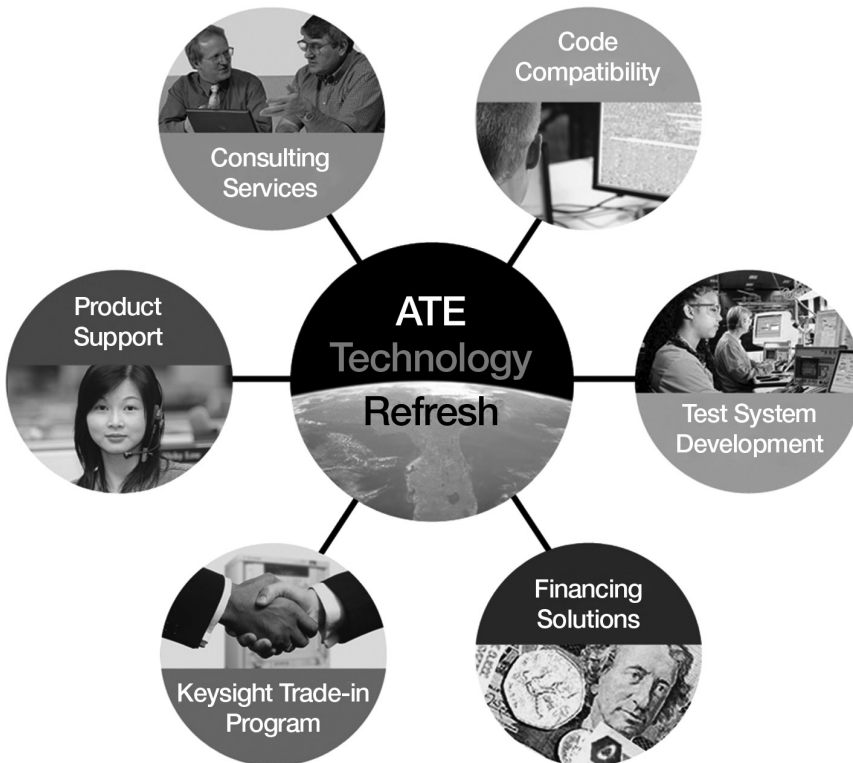 Consulting
Services
Code
Compatibility
Product
Support
ATE
Technology
Refresh
Test System
Development
Keysight Trade-in
Program
Financing
Solutions